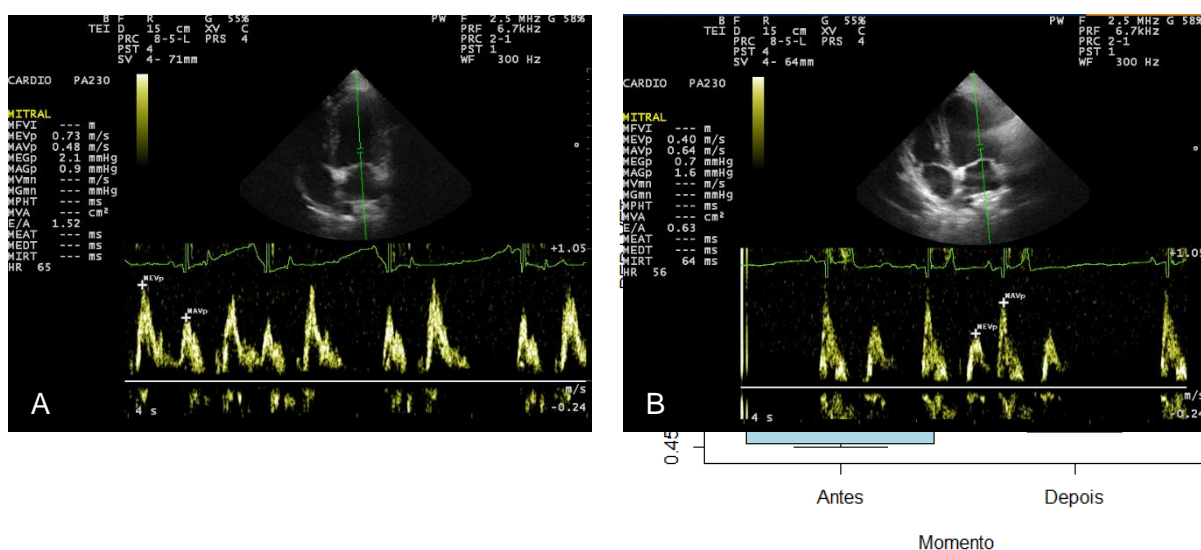 B F R G 55% PW F 2.5 MHz G 58%
TEI D 15 cm XV C PRF 6.7kHz
PRC 8-5-L PRS 4 PRC 2-1
PST 4 PST 1
SV 4- 71mm WF 300 Hz
CARDIO PA230
MITRAL
MFVI --- m
MEVp 0.73 m/s
MAVp 0.48 m/s
MEGp 2.1 mmHg
MAGp 0.9 mmHg
MVmn --- m/s
MGmn --- mmHg
MPHT --- ms
MVA --- cm²
E/A 1.52
MEAT --- ms
MEDT --- ms
MIRT --- ms
HR 65
+1.05
MEVp
MAVp
m/s
-0.24
4 s
A
B F R G 55% PW F 2.5 MHz G 58%
TEI D 15 cm XV C PRF 6.7kHz
PRC 8-5-L PRS 4 PRC 2-1
PST 4 PST 1
SV 4- 64mm WF 300 Hz
CARDIO PA230
MITRAL
MFVI --- m
MEVp 0.40 m/s
MAVp 0.64 m/s
MEGp 0.7 mmHg
MAGp 1.6 mmHg
MVmn --- m/s
MGmn --- mmHg
MPHT --- ms
MVA --- cm²
E/A 0.63
MEAT --- ms
MEDT --- ms
MIRT 64 ms
HR 56
+1.05
MAVp
MEVp
m/s
-0.24
4 s
B
0.45
Antes Depois
Momento